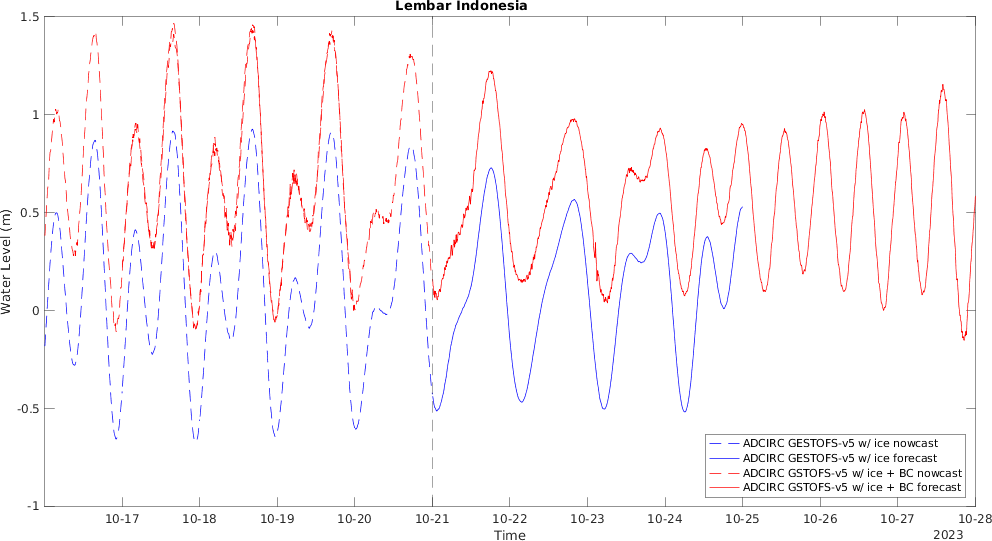 Lembar Indonesia
1.5
1
0.5
0
-0.5
-1
Water Level (m)
ADCIRC GESTOFS-v5 w/ ice nowcast
ADCIRC GESTOFS-v5 w/ ice forecast
ADCIRC GSTOFS-v5 w/ ice + BC nowcast
ADCIRC GSTOFS-v5 w/ ice + BC forecast
10-17 10-18 10-19 10-20 10-21 10-22 10-23 10-24 10-25 10-26 10-27 10-28
Time
2023